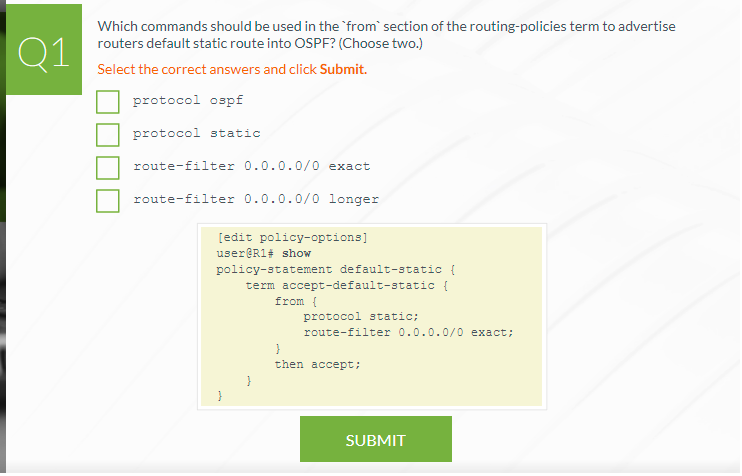 Q1
Which commands should be used in the `from` section of the routing-policies term to advertise
routers default static route into OSPF? (Choose two.)
Select the correct answers and click Submit.
protocol ospf
protocol static
route-filter 0.0.0.0/0 exact
route-filter 0.0.0.0/0 longer
[edit policy-options]
user@R1# show
policy-statement default-static {
term accept-default-static {
from {
protocol static;
route-filter 0.0.0.0/0 exact;
}
then accept;
}
}
SUBMIT